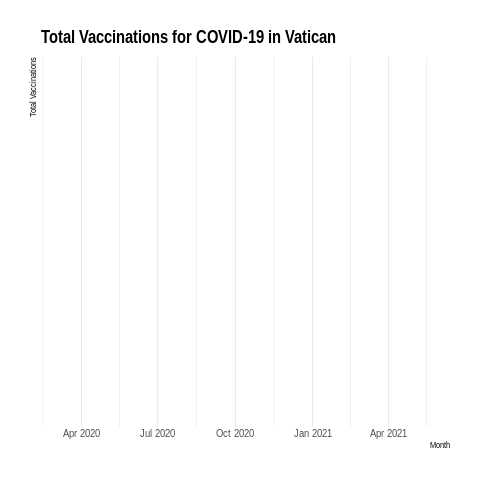 Total Vaccinations for COVID-19 in Vatican
Total Vaccinations
Apr 2020 Jul 2020 Oct 2020 Jan 2021 Apr 2021
Month